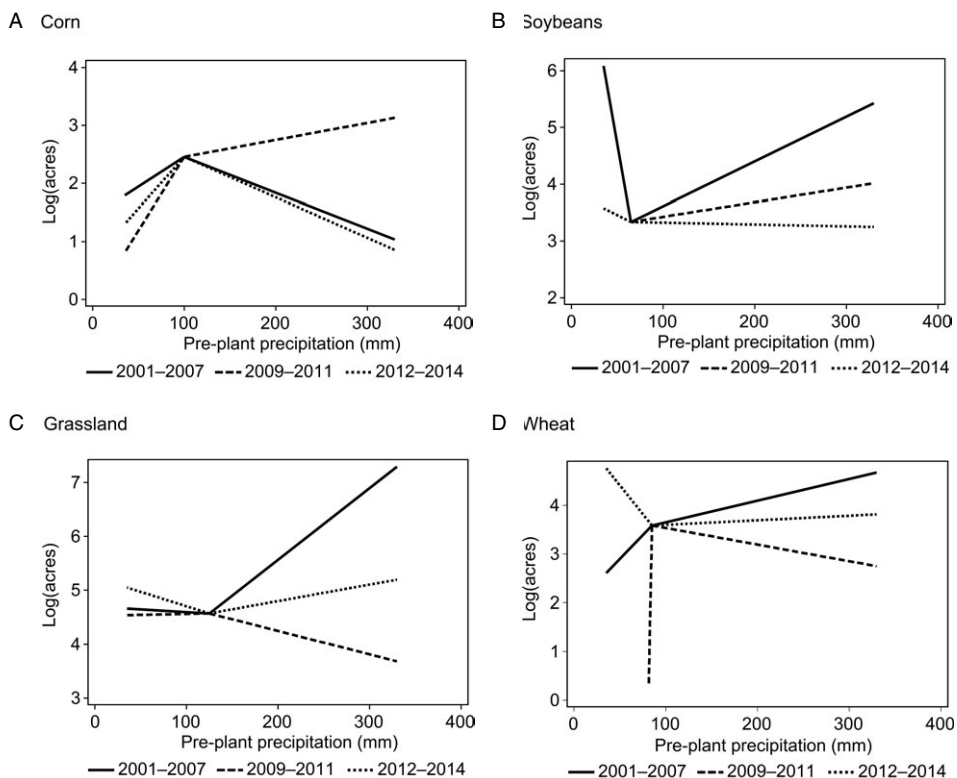 A Corn
Log(acres)
4
3
2
1
0
0 100 200 300 400
Pre-plant precipitation (mm)
2001–2007 2009–2011 2012–2014
B Soybeans
Log(acres)
6
5
4
3
2
0 100 200 300 400
Pre-plant precipitation (mm)
2001–2007 2009–2011 2012–2014
C Grassland
Log(acres)
7
6
5
4
3
0 100 200 300 400
Pre-plant precipitation (mm)
2001–2007 2009–2011 2012–2014
D Wheat
Log(acres)
4
3
2
1
0
0 100 200 300 400
Pre-plant precipitation (mm)
2001–2007 2009–2011 2012–2014